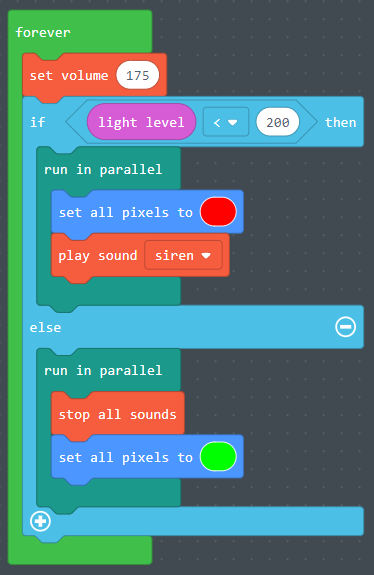 forever
set volume 175
if light level < 200 then
run in parallel
set all pixels to
play sound siren
else
run in parallel
stop all sounds
set all pixels to